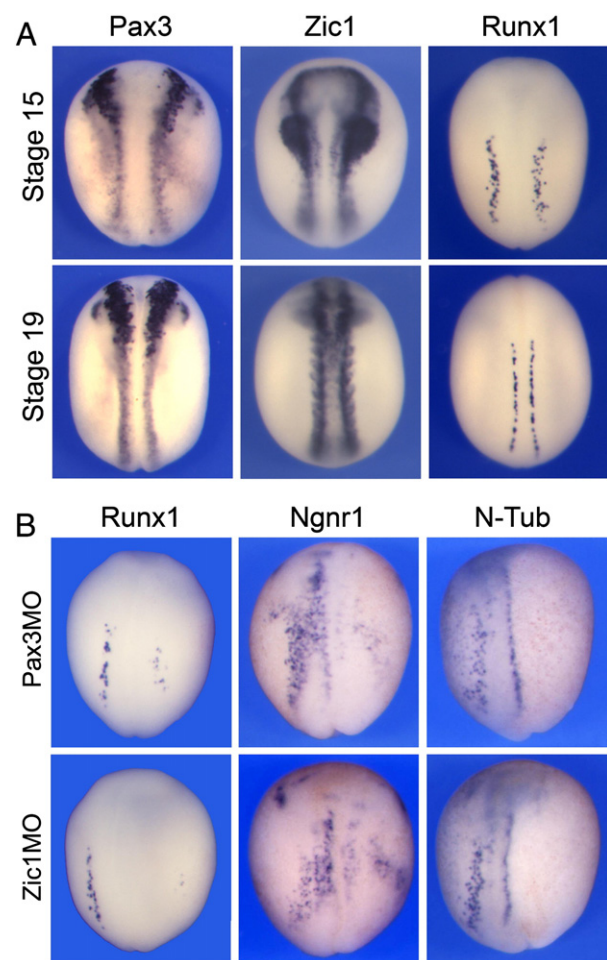 A
Pax3 Zic1 Runx1
Stage 15
Stage 19
B
Runx1 Ngnr1 N-Tub
Pax3MO
Zic1MO